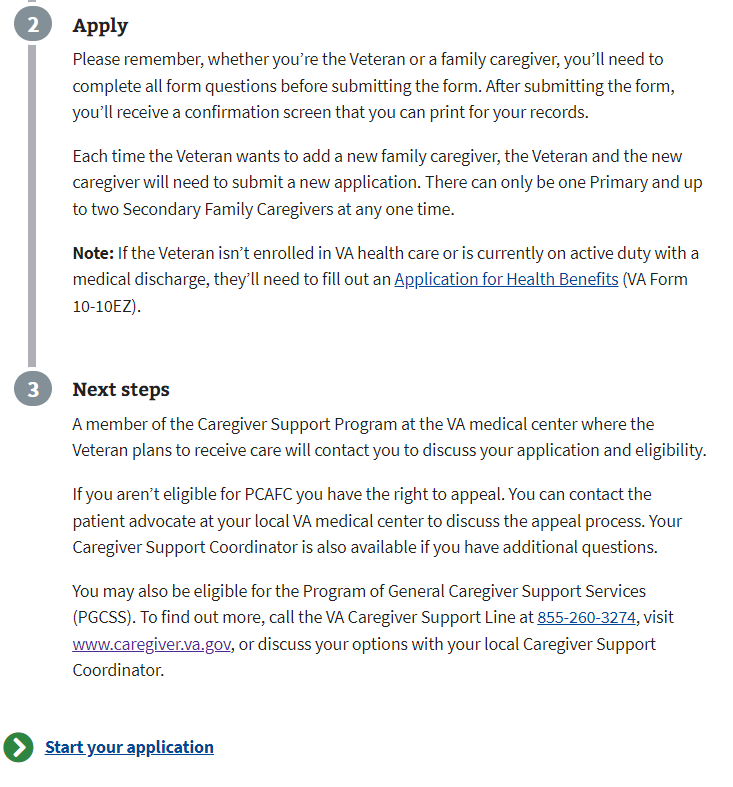 2
Apply
Please remember, whether you’re the Veteran or a family caregiver, you’ll need to
complete all form questions before submitting the form. After submitting the form,
you’ll receive a confirmation screen that you can print for your records.
Each time the Veteran wants to add a new family caregiver, the Veteran and the new
caregiver will need to submit a new application. There can only be one Primary and up
to two Secondary Family Caregivers at any one time.
Note: If the Veteran isn’t enrolled in VA health care or is currently on active duty with a
medical discharge, they’ll need to fill out an Application for Health Benefits (VA Form
10-10EZ).
3
Next steps
A member of the Caregiver Support Program at the VA medical center where the
Veteran plans to receive care will contact you to discuss your application and eligibility.
If you aren’t eligible for PCAFC you have the right to appeal. You can contact the
patient advocate at your local VA medical center to discuss the appeal process. Your
Caregiver Support Coordinator is also available if you have additional questions.
You may also be eligible for the Program of General Caregiver Support Services
(PGCSS). To find out more, call the VA Caregiver Support Line at 855-260-3274, visit
www.caregiver.va.gov, or discuss your options with your local Caregiver Support
Coordinator.
Start your application